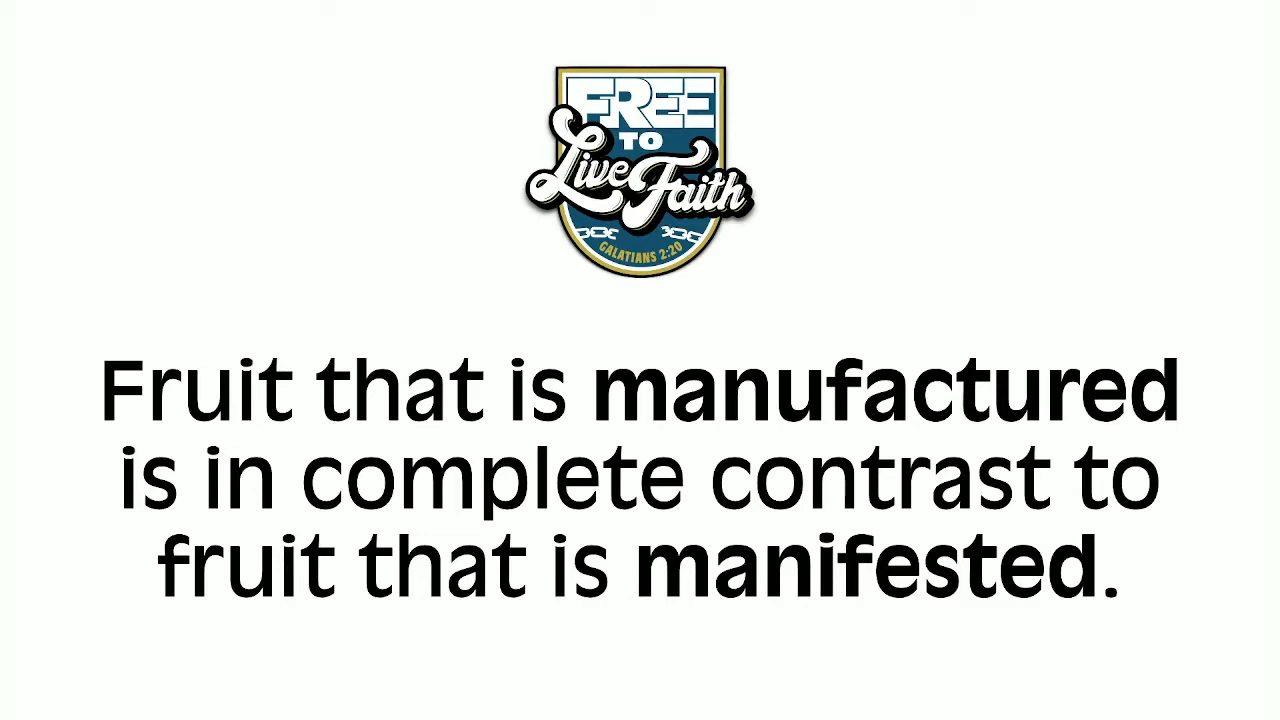 FREE
TO
Live Faith
GALATIANS 2:20
Fruit that is manufactured
is in complete contrast to
fruit that is manifested.